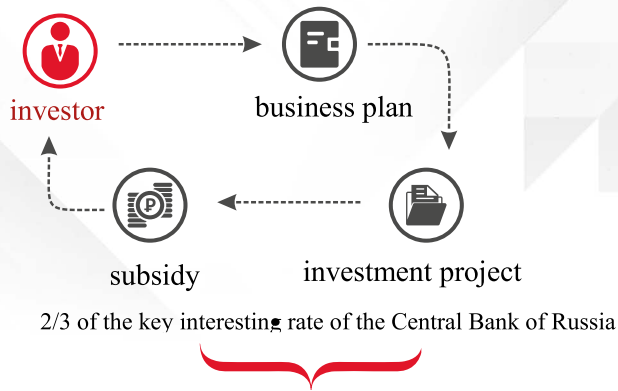 investor
business plan
subsidy
investment project
2/3 of the key interesting rate of the Central Bank of Russia